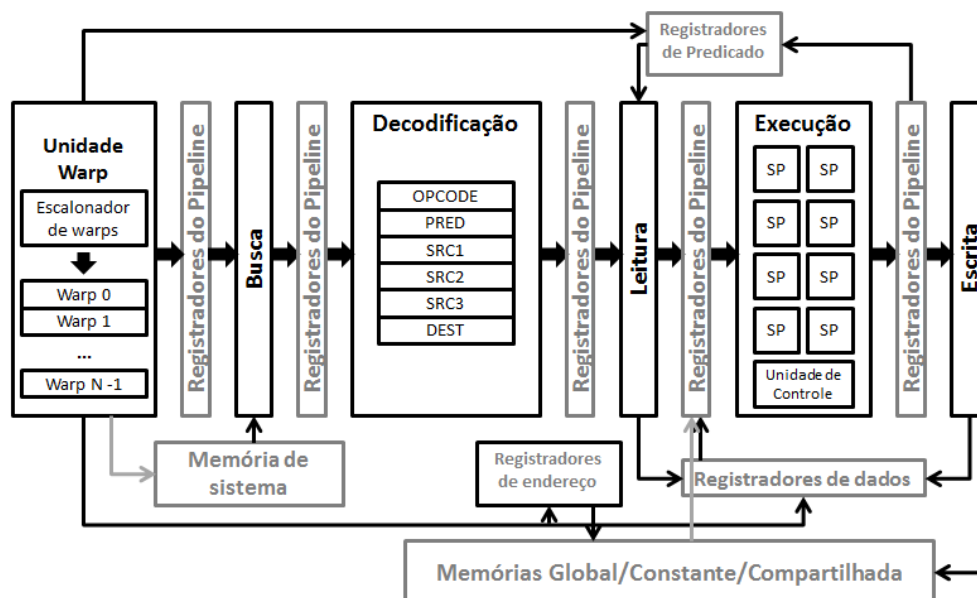 Registradores
de Predicado
Unidade
Warp
Escalonador
de warps
Warp 0
Warp 1
...
Warp N -1
Registradores do Pipeline
Busca
Registradores do Pipeline
Decodificação
OPCODE
PRED
SRC1
SRC2
SRC3
DEST
Registradores do Pipeline
Leitura
Registradores do Pipeline
Execução
SP SP
SP SP
SP SP
SP SP
Unidade de
Controle
Registradores do Pipeline
Escrita
Memória de
sistema
Registradores
de endereço
Registradores de dados
Memórias Global/Constante/Compartilhada